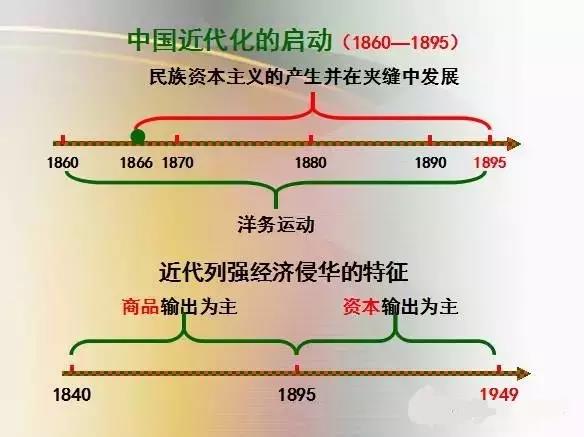 中国近代化的启动（1860—1895）
民族资本主义的产生并在夹缝中发展
1860 1866 1870 1880 1890 1895
洋务运动
近代列强经济侵华的特征
商品输出为主 资本输出为主
1840 1895 1949